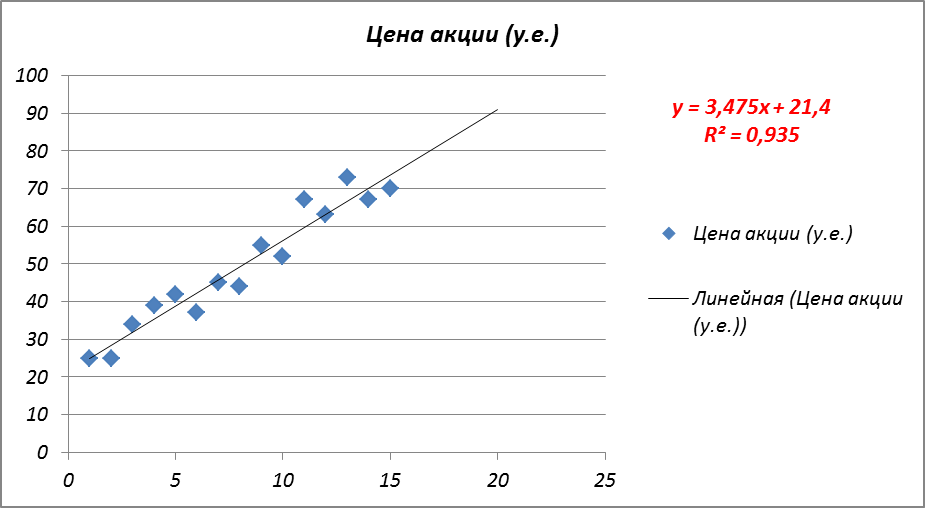 Цена акции (у.е.)
100
90
80
70
60
50
40
30
20
10
0
0 5 10 15 20 25
y = 3,475x + 21,4
R² = 0,935
Цена акции (у.е.)
Линейная (Цена акции
(у.е.))